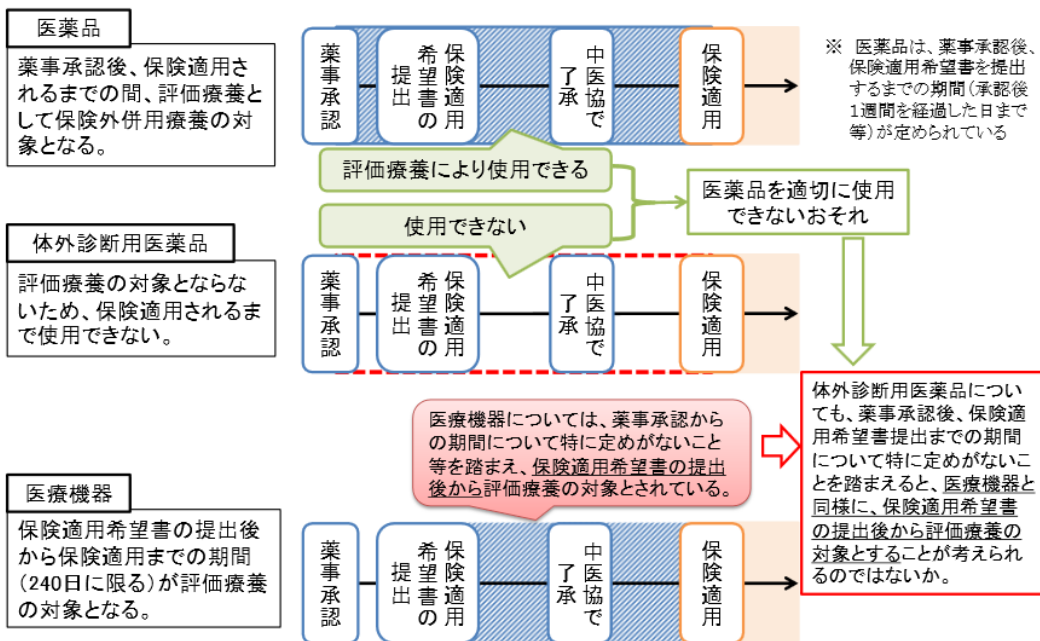 医薬品
薬事承認後、保険適用さ
れるまでの間、評価療養と
して保険外併用療養の対
象となる。
薬事承認
保険適用
希望書の
提出
中医協で
了承
保険適用
※ 医薬品は、薬事承認後、
保険適用希望書を提出
するまでの期間(承認後
1週間を経過した日まで
等)が定められている
評価療養により使用できる
使用できない
医薬品を適切に使用
できないおそれ
体外診断用医薬品
評価療養の対象とならな
いため、保険適用されるま
で使用できない。
薬事承認
保険適用
希望書の
提出
中医協で
了承
保険適用
医療機器については、薬事承認から
の期間について特に定めがないこと
等を踏まえ、保険適用希望書の提出
後から評価療養の対象とされている。
体外診断用医薬品につい
ても、薬事承認後、保険適
用希望書提出までの期間
について特に定めがないこ
とを踏まえると、医療機器と
同様に、保険適用希望書
の提出後から評価療養の
対象とすることが考えられ
るのではないか。
医療機器
保険適用希望書の提出後
から保険適用までの期間
(240日に限る)が評価療養
の対象となる。
薬事承認
保険適用
希望書の
提出
中医協で
了承
保険適用